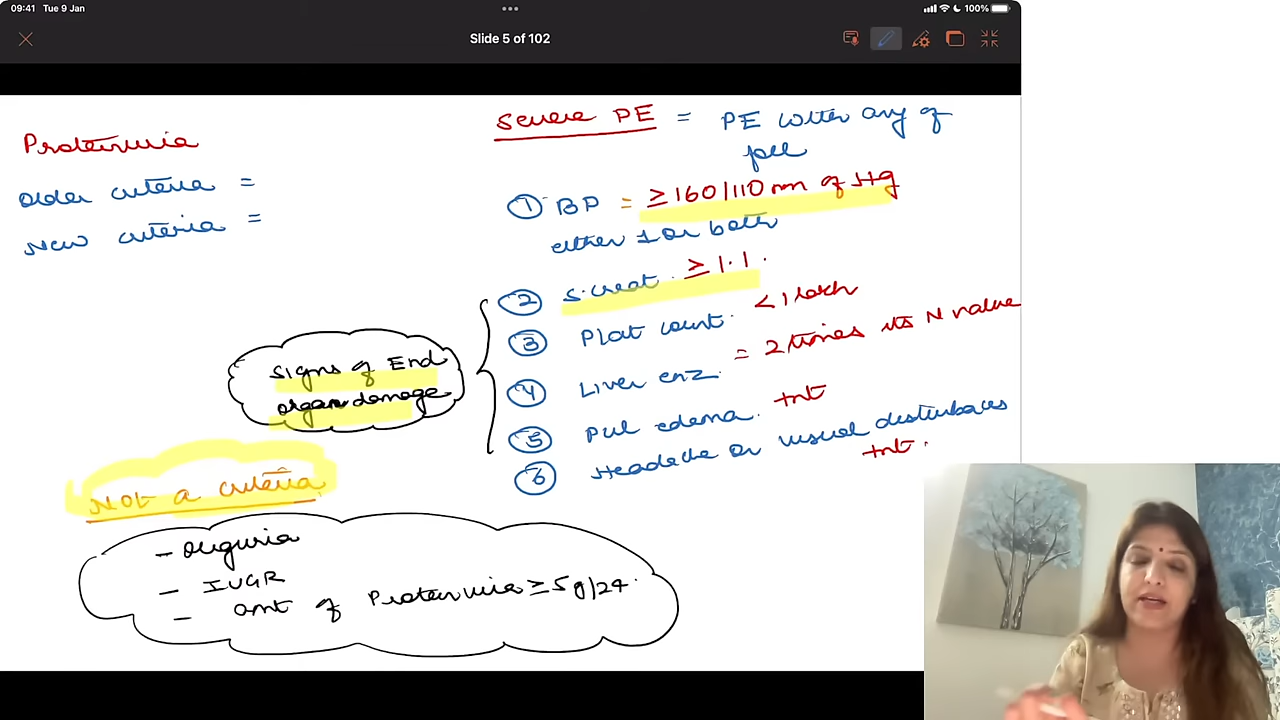 09:41 Tue 9 Jan
100%
Slide 5 of 102
Proteinuria
Older criteria =
New criteria =
Severe PE = PE with any of
foll
① BP = ≥160/110 mm of Hg
either 1 or both
② S.creat. ≥ 1.1.
③ Plat count. < 1 lakh
④ Liver enz. = 2 times its N value
⑤ Pul edema. +nt
⑥ Headache or visual disturbances
+nt.
Signs of End
organ damage
NOT a criteria
- oliguria
- IUGR
- amt of Proteinuria ≥ 5g/24.